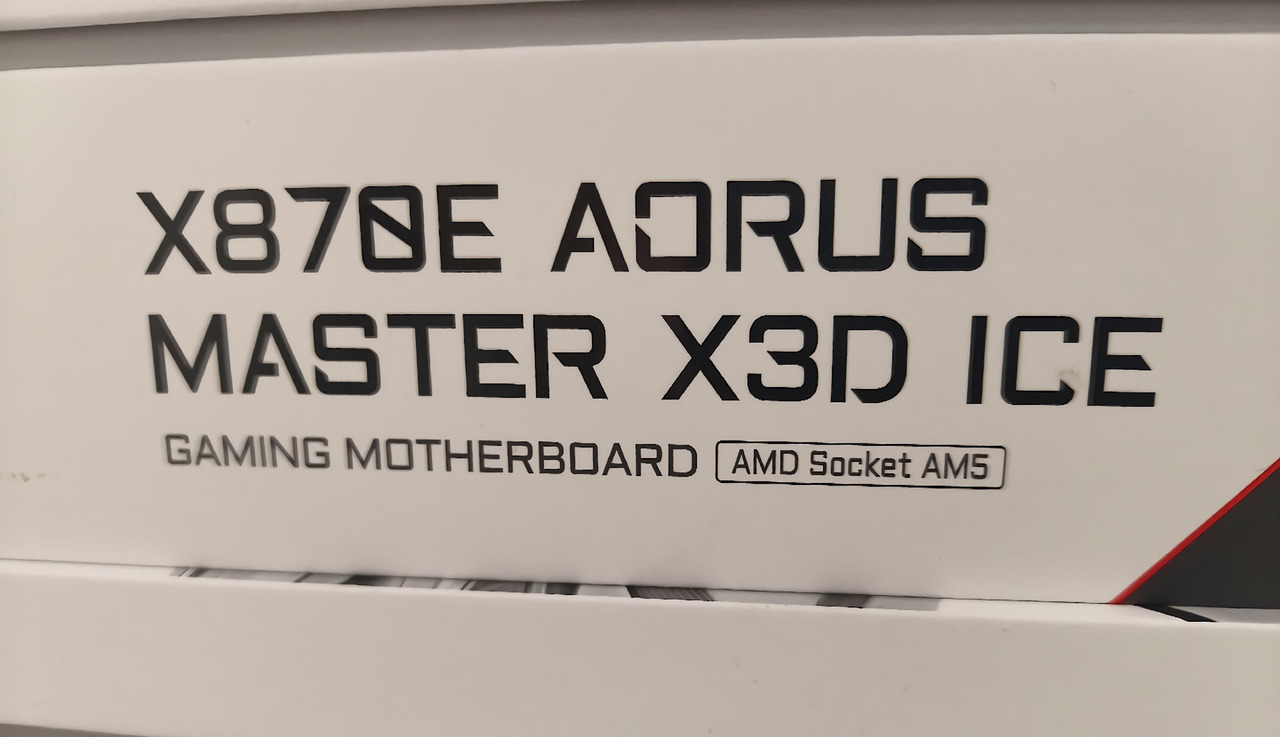 X870E AORUS
MASTER X3D ICE
GAMING MOTHERBOARD AMD Socket AM5